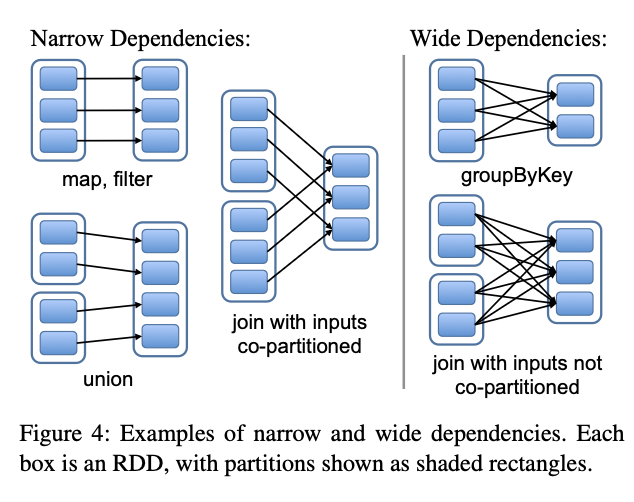 Narrow Dependencies:
map, filter
union
join with inputs
co-partitioned
Wide Dependencies:
groupByKey
join with inputs not
co-partitioned
Figure 4: Examples of narrow and wide dependencies. Each
box is an RDD, with partitions shown as shaded rectangles.